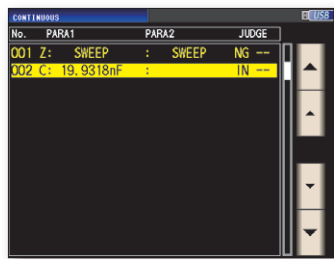 CONTINUOUS USB
No. PARA1 PARA2 JUDGE
001 Z: SWEEP : SWEEP NG --
002 C: 19.9318nF : IN --